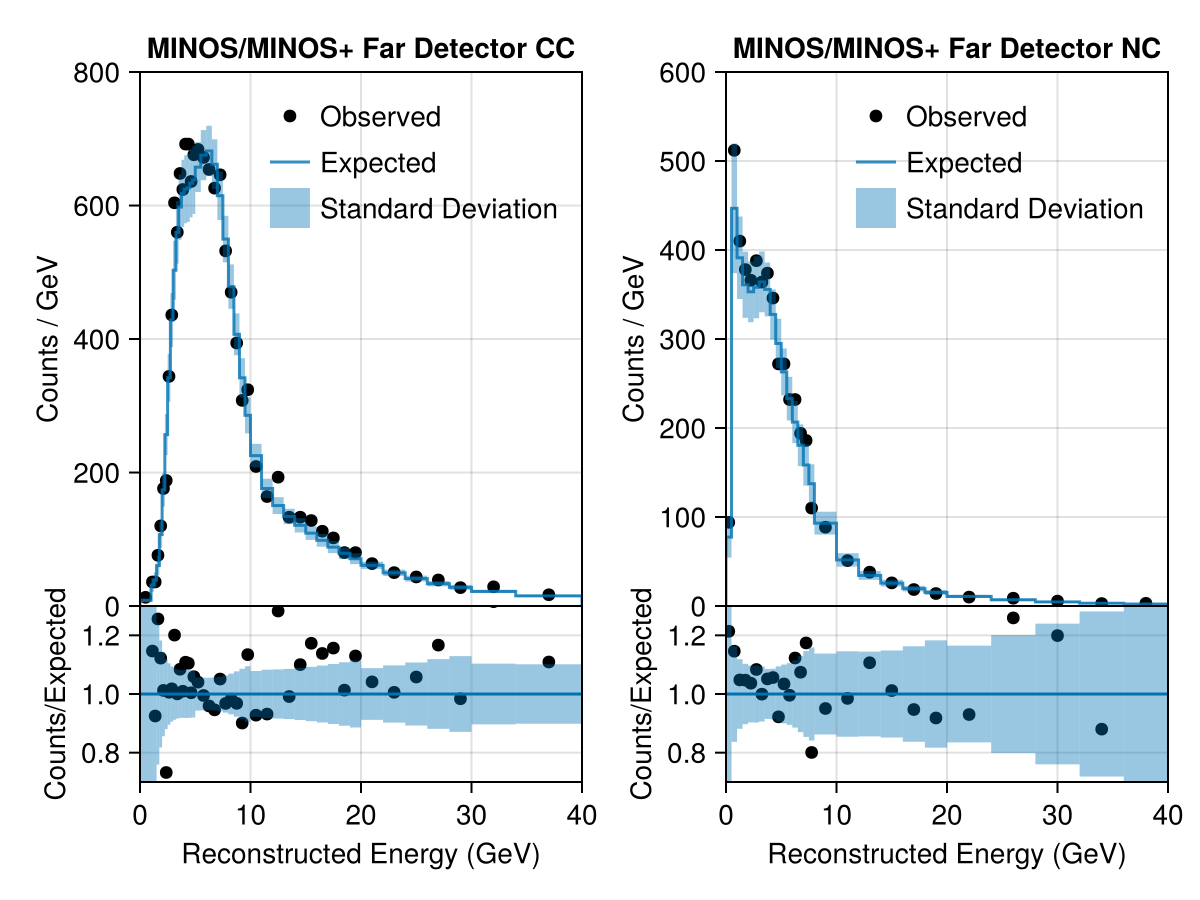 MINOS/MINOS+ Far Detector CC
800
600
400
200
0
Counts / GeV
Observed
Expected
Standard Deviation
1.2
1.0
0.8
Counts/Expected
0 10 20 30 40
Reconstructed Energy (GeV)
MINOS/MINOS+ Far Detector NC
600
500
400
300
200
100
0
Counts / GeV
Observed
Expected
Standard Deviation
1.2
1.0
0.8
Counts/Expected
0 10 20 30 40
Reconstructed Energy (GeV)